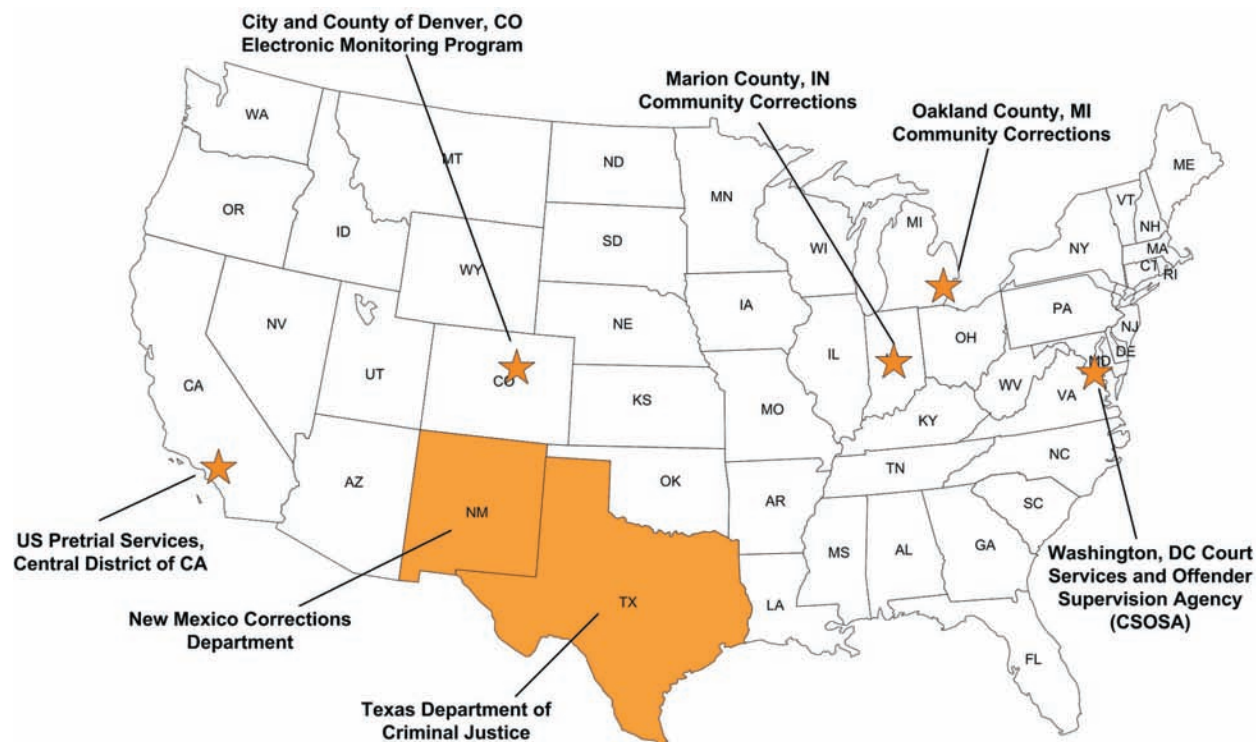 City and County of Denver, CO
Electronic Monitoring Program
Marion County, IN
Community Corrections
Oakland County, MI
Community Corrections
WA
MT
ND
MN
ME
OR
ID
SD
WI
MI
VT
NH
NY
MA
CT
RI
WY
IA
PA
NV
NE
NJ
OH
IL
DE
MD
UT
CO
CA
KS
MO
WV
VA
KY
NC
TN
AZ
OK
AR
SC
NM
MS
AL
GA
US Pretrial Services,
Central District of CA
Washington, DC Court
Services and Offender
Supervision Agency
(CSOSA)
New Mexico Corrections
Department
TX
LA
FL
Texas Department of
Criminal Justice